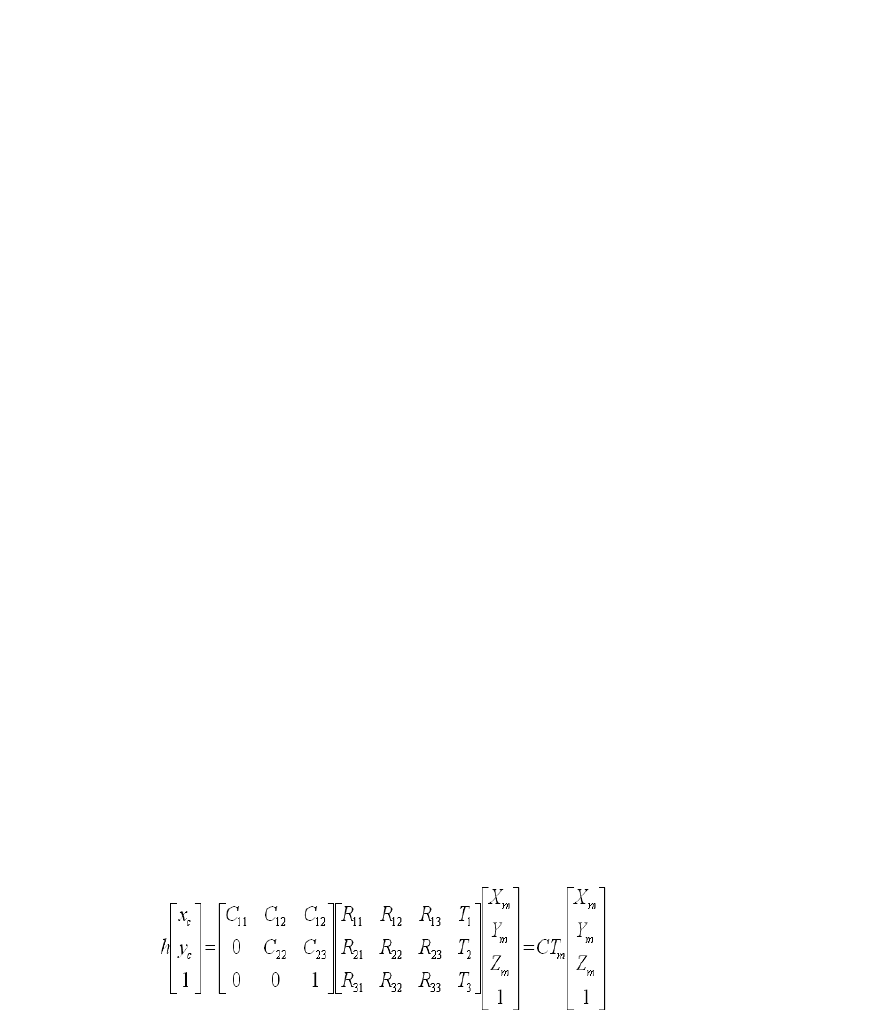 h[x_c y_c 1] = [C_11 C_12 C_12; 0 C_22 C_23; 0 0 1][R_11 R_12 R_13 T_1; R_21 R_22 R_23 T_2; R_31 R_32 R_33 T_3][X_m Y_m Z_m 1] = CT_m[X_m Y_m Z_m 1]